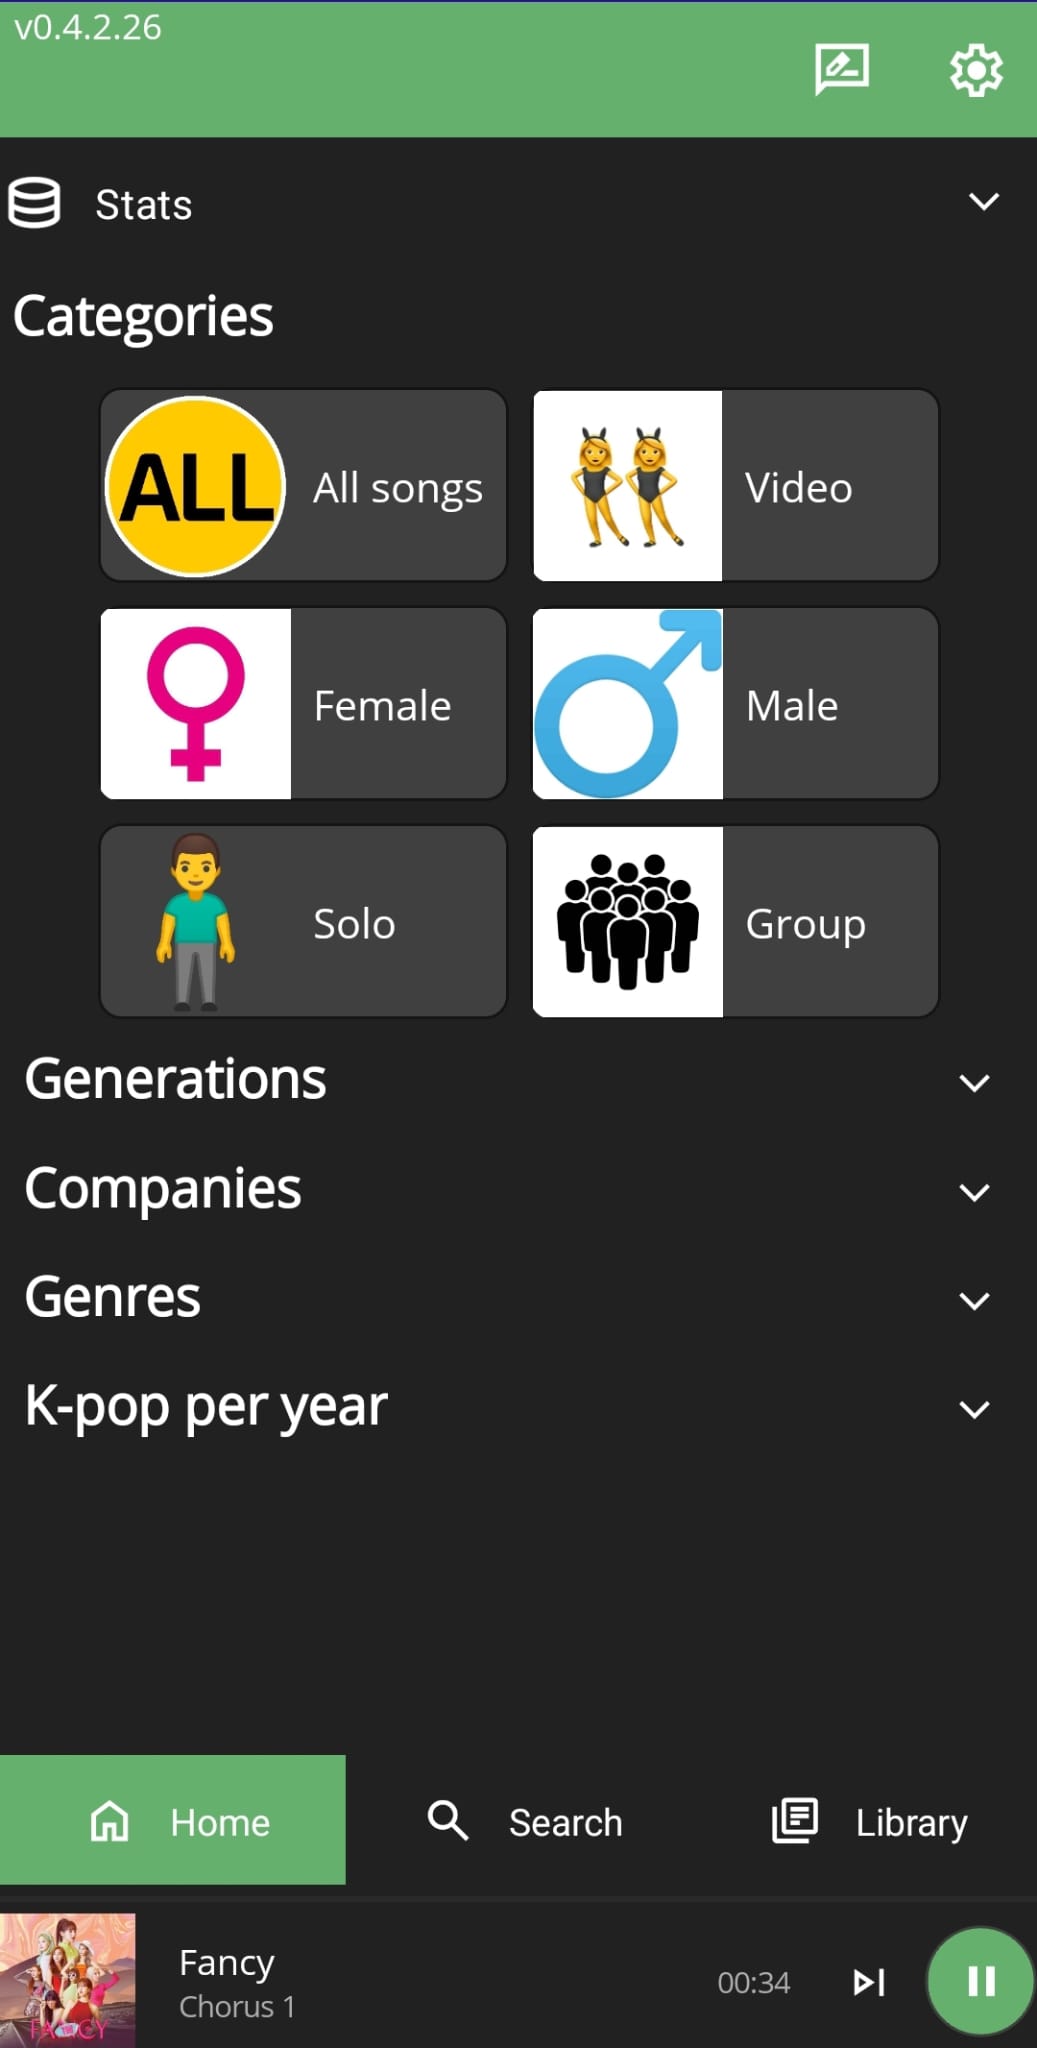 v0.4.2.26
Stats
Categories
ALL
All songs
Video
Female
Male
Solo
Group
Generations
Companies
Genres
K-pop per year
Home
Search
Library
FANCY
Fancy
Chorus 1
00:34